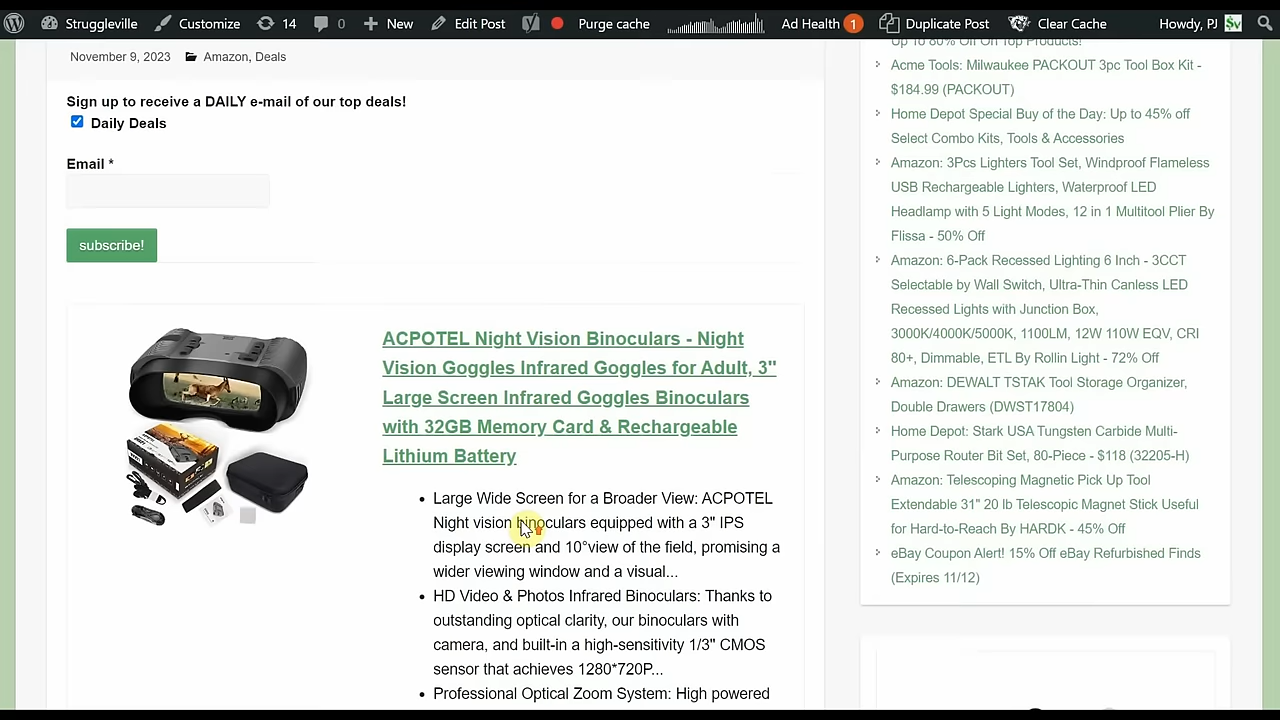 Struggleville Customize 14 0 New Edit Post Purge cache Ad Health 1 Duplicate Post Clear Cache Howdy, PJ
November 9, 2023 Amazon, Deals
Sign up to receive a DAILY e-mail of our top deals!
Daily Deals
Email *
subscribe!
ACPOTEL Night Vision Binoculars - Night
Vision Goggles Infrared Goggles for Adult, 3"
Large Screen Infrared Goggles Binoculars
with 32GB Memory Card & Rechargeable
Lithium Battery
• Large Wide Screen for a Broader View: ACPOTEL
Night vision binoculars equipped with a 3" IPS
display screen and 10°view of the field, promising a
wider viewing window and a visual...
• HD Video & Photos Infrared Binoculars: Thanks to
outstanding optical clarity, our binoculars with
camera, and built-in a high-sensitivity 1/3" CMOS
sensor that achieves 1280*720P...
• Professional Optical Zoom System: High powered
Up To 80% Off On Top Products!
Acme Tools: Milwaukee PACKOUT 3pc Tool Box Kit -
$184.99 (PACKOUT)
Home Depot Special Buy of the Day: Up to 45% off
Select Combo Kits, Tools & Accessories
Amazon: 3Pcs Lighters Tool Set, Windproof Flameless
USB Rechargeable Lighters, Waterproof LED
Headlamp with 5 Light Modes, 12 in 1 Multitool Plier By
Flissa - 50% Off
Amazon: 6-Pack Recessed Lighting 6 Inch - 3CCT
Selectable by Wall Switch, Ultra-Thin Canless LED
Recessed Lights with Junction Box,
3000K/4000K/5000K, 1100LM, 12W 110W EQV, CRI
80+, Dimmable, ETL By Rollin Light - 72% Off
Amazon: DEWALT TSTAK Tool Storage Organizer,
Double Drawers (DWST17804)
Home Depot: Stark USA Tungsten Carbide Multi-
Purpose Router Bit Set, 80-Piece - $118 (32205-H)
Amazon: Telescoping Magnetic Pick Up Tool
Extendable 31" 20 lb Telescopic Magnet Stick Useful
for Hard-to-Reach By HARDK - 45% Off
eBay Coupon Alert! 15% Off eBay Refurbished Finds
(Expires 11/12)